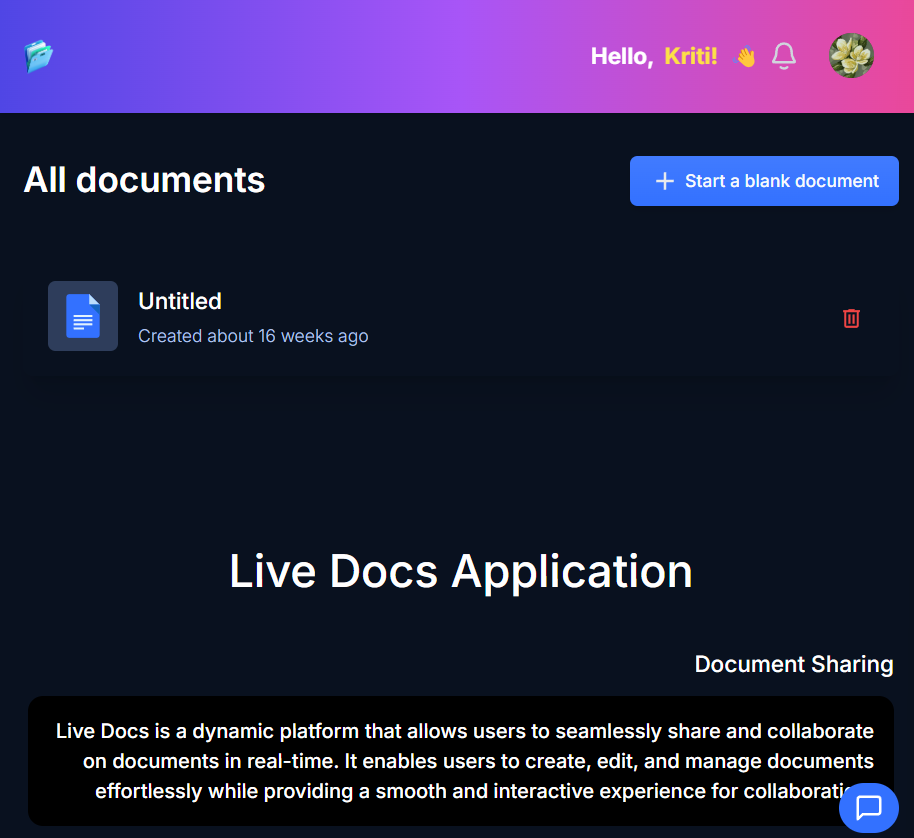 Hello, Kriti! 👋
All documents
Start a blank document
Untitled
Created about 16 weeks ago
Live Docs Application
Document Sharing
Live Docs is a dynamic platform that allows users to seamlessly share and collaborate
on documents in real-time. It enables users to create, edit, and manage documents
effortlessly while providing a smooth and interactive experience for